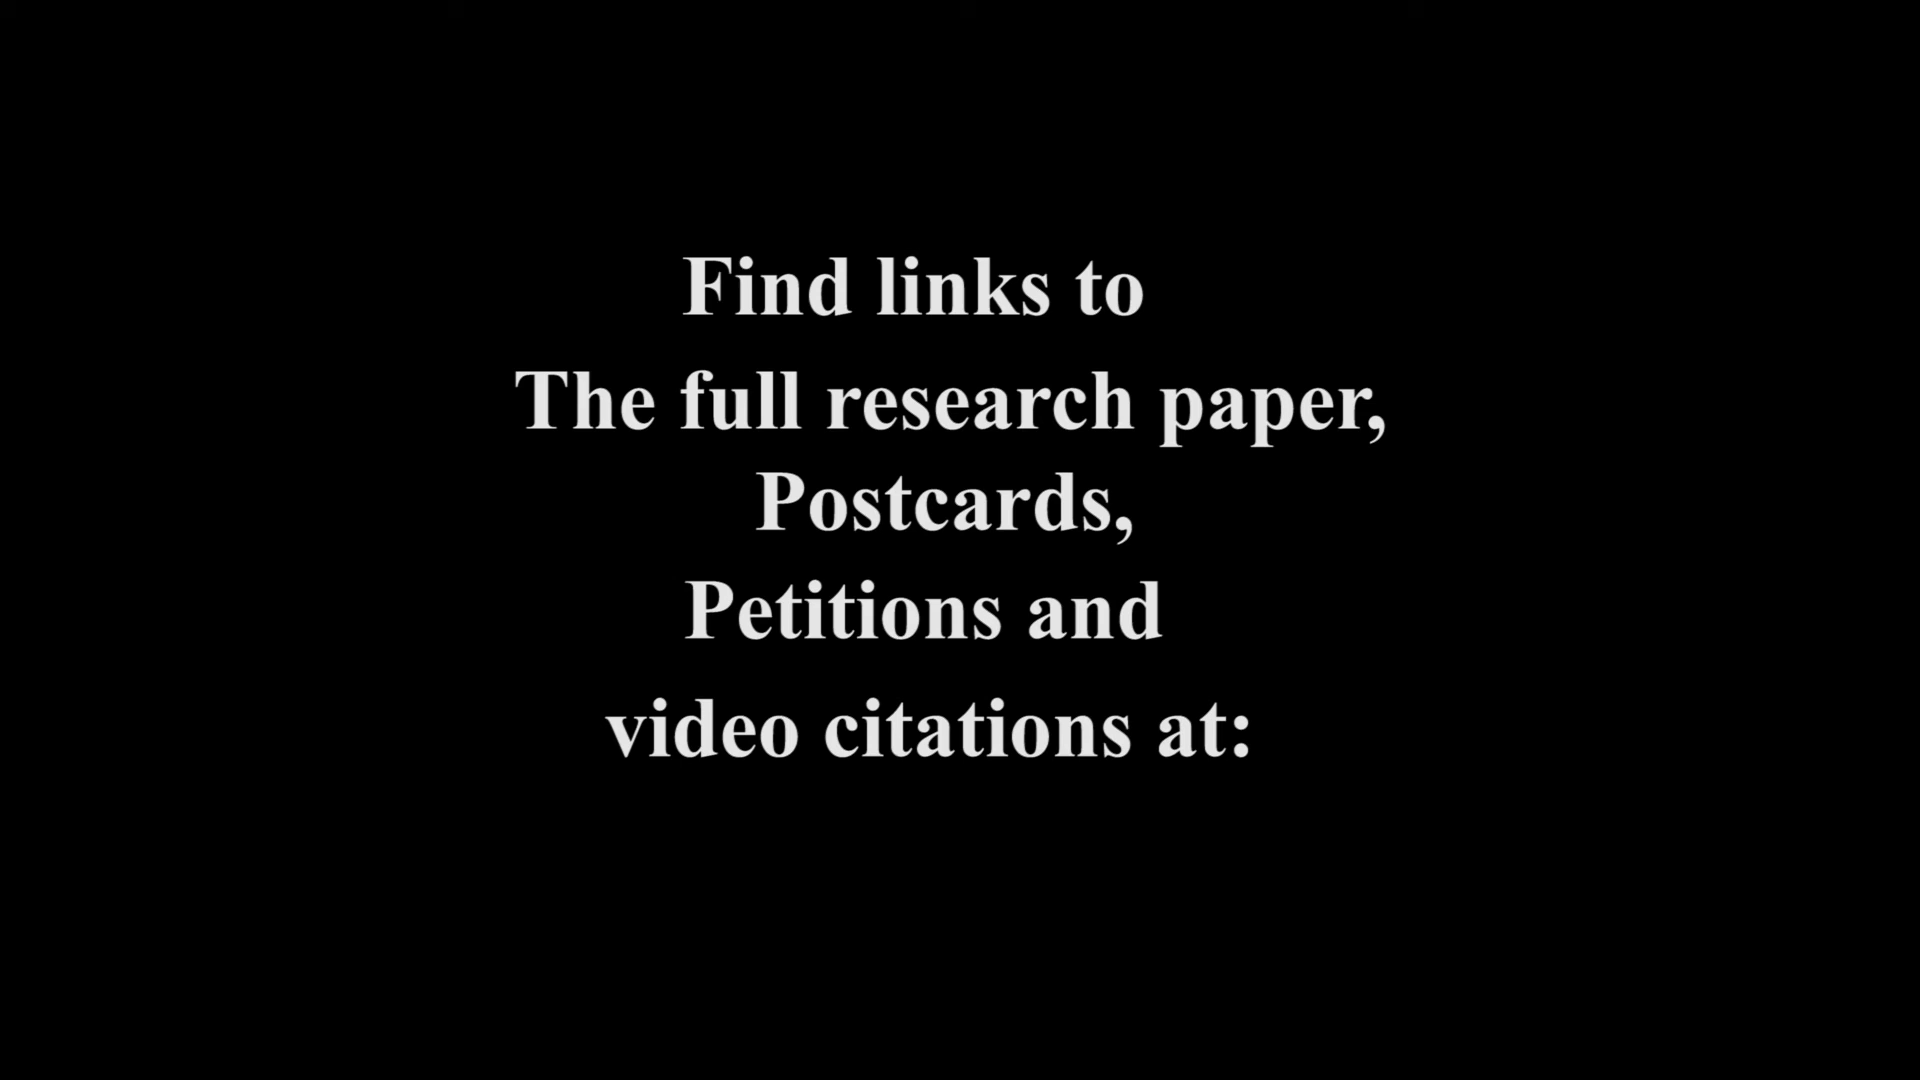 Find links to
The full research paper,
Postcards,
Petitions and
video citations at: